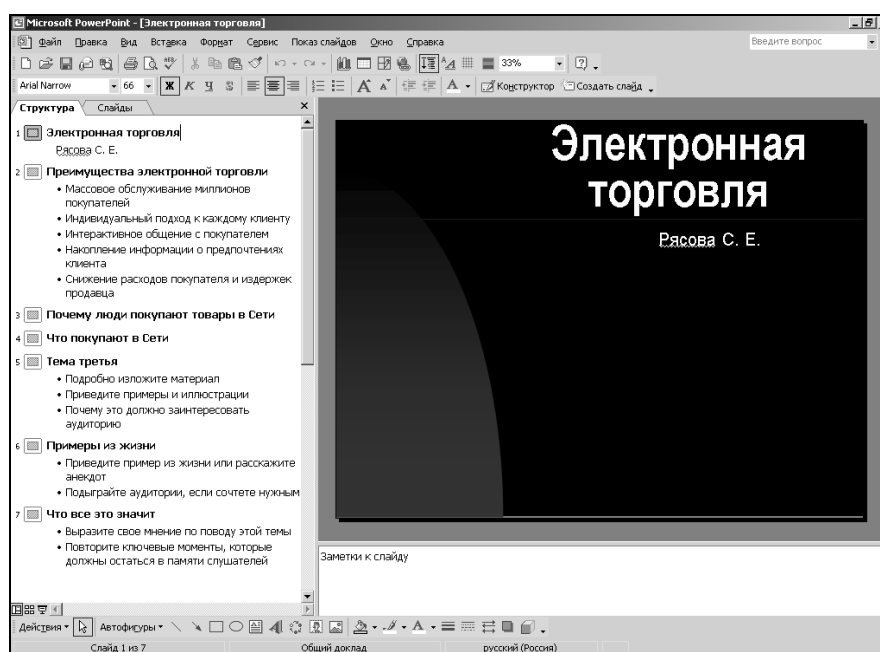 Microsoft PowerPoint - [Электронная торговля]
Файл Правка Вид Вставка Формат Сервис Показ слайдов Окно Справка
Введите вопрос
33%
Arial Narrow 66 Ж К Ч S Конструктор Создать слайд
Структура Слайды
1 Электронная торговля
Рясова С. Е.
2 Преимущества электронной торговли
• Массовое обслуживание миллионов
покупателей
• Индивидуальный подход к каждому клиенту
• Интерактивное общение с покупателем
• Накопление информации о предпочтениях
клиента
• Снижение расходов покупателя и издержек
продавца
3 Почему люди покупают товары в Сети
4 Что покупают в Сети
5 Тема третья
• Подробно изложите материал
• Приведите примеры и иллюстрации
• Почему это должно заинтересовать
аудиторию
6 Примеры из жизни
• Приведите пример из жизни или расскажите
анекдот
• Подыграйте аудитории, если сочтете нужным
7 Что все это значит
• Выразите свое мнение по поводу этой темы
• Повторите ключевые моменты, которые
должны остаться в памяти слушателей
Электронная
торговля
Рясова С. Е.
Заметки к слайду
Действия Автофигуры
Слайд 1 из 7 Общий доклад русский (Россия)